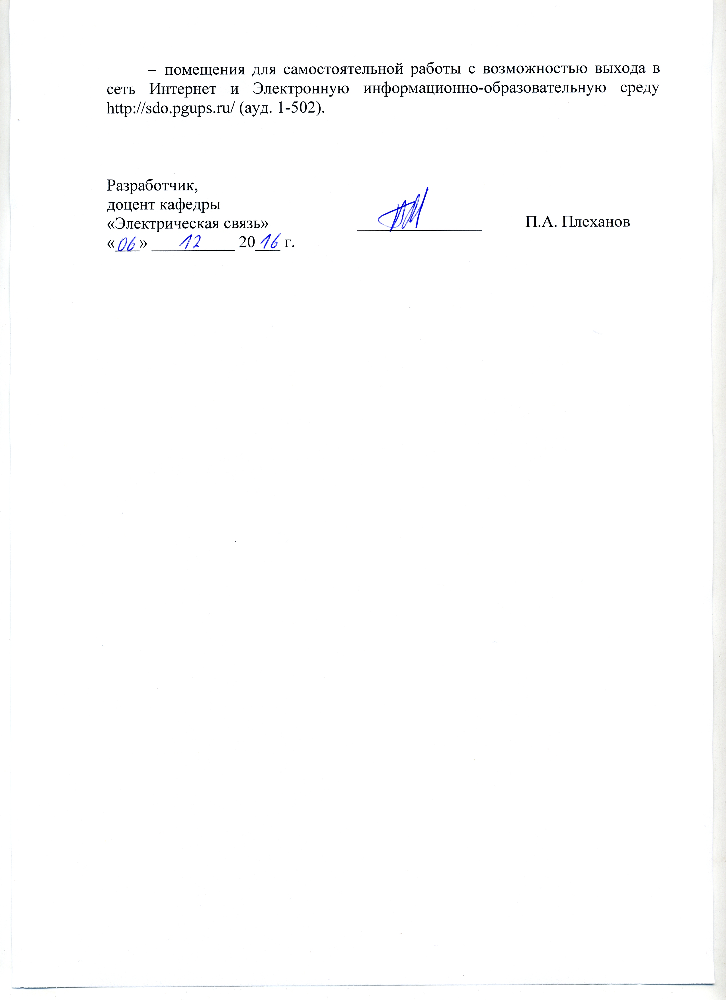 – помещения для самостоятельной работы с возможностью выхода в
сеть Интернет и Электронную информационно-образовательную среду
http://sdo.pgups.ru/ (ауд. 1-502).
Разработчик,
доцент кафедры
«Электрическая связь» П.А. Плеханов
«06» 12 2016 г.